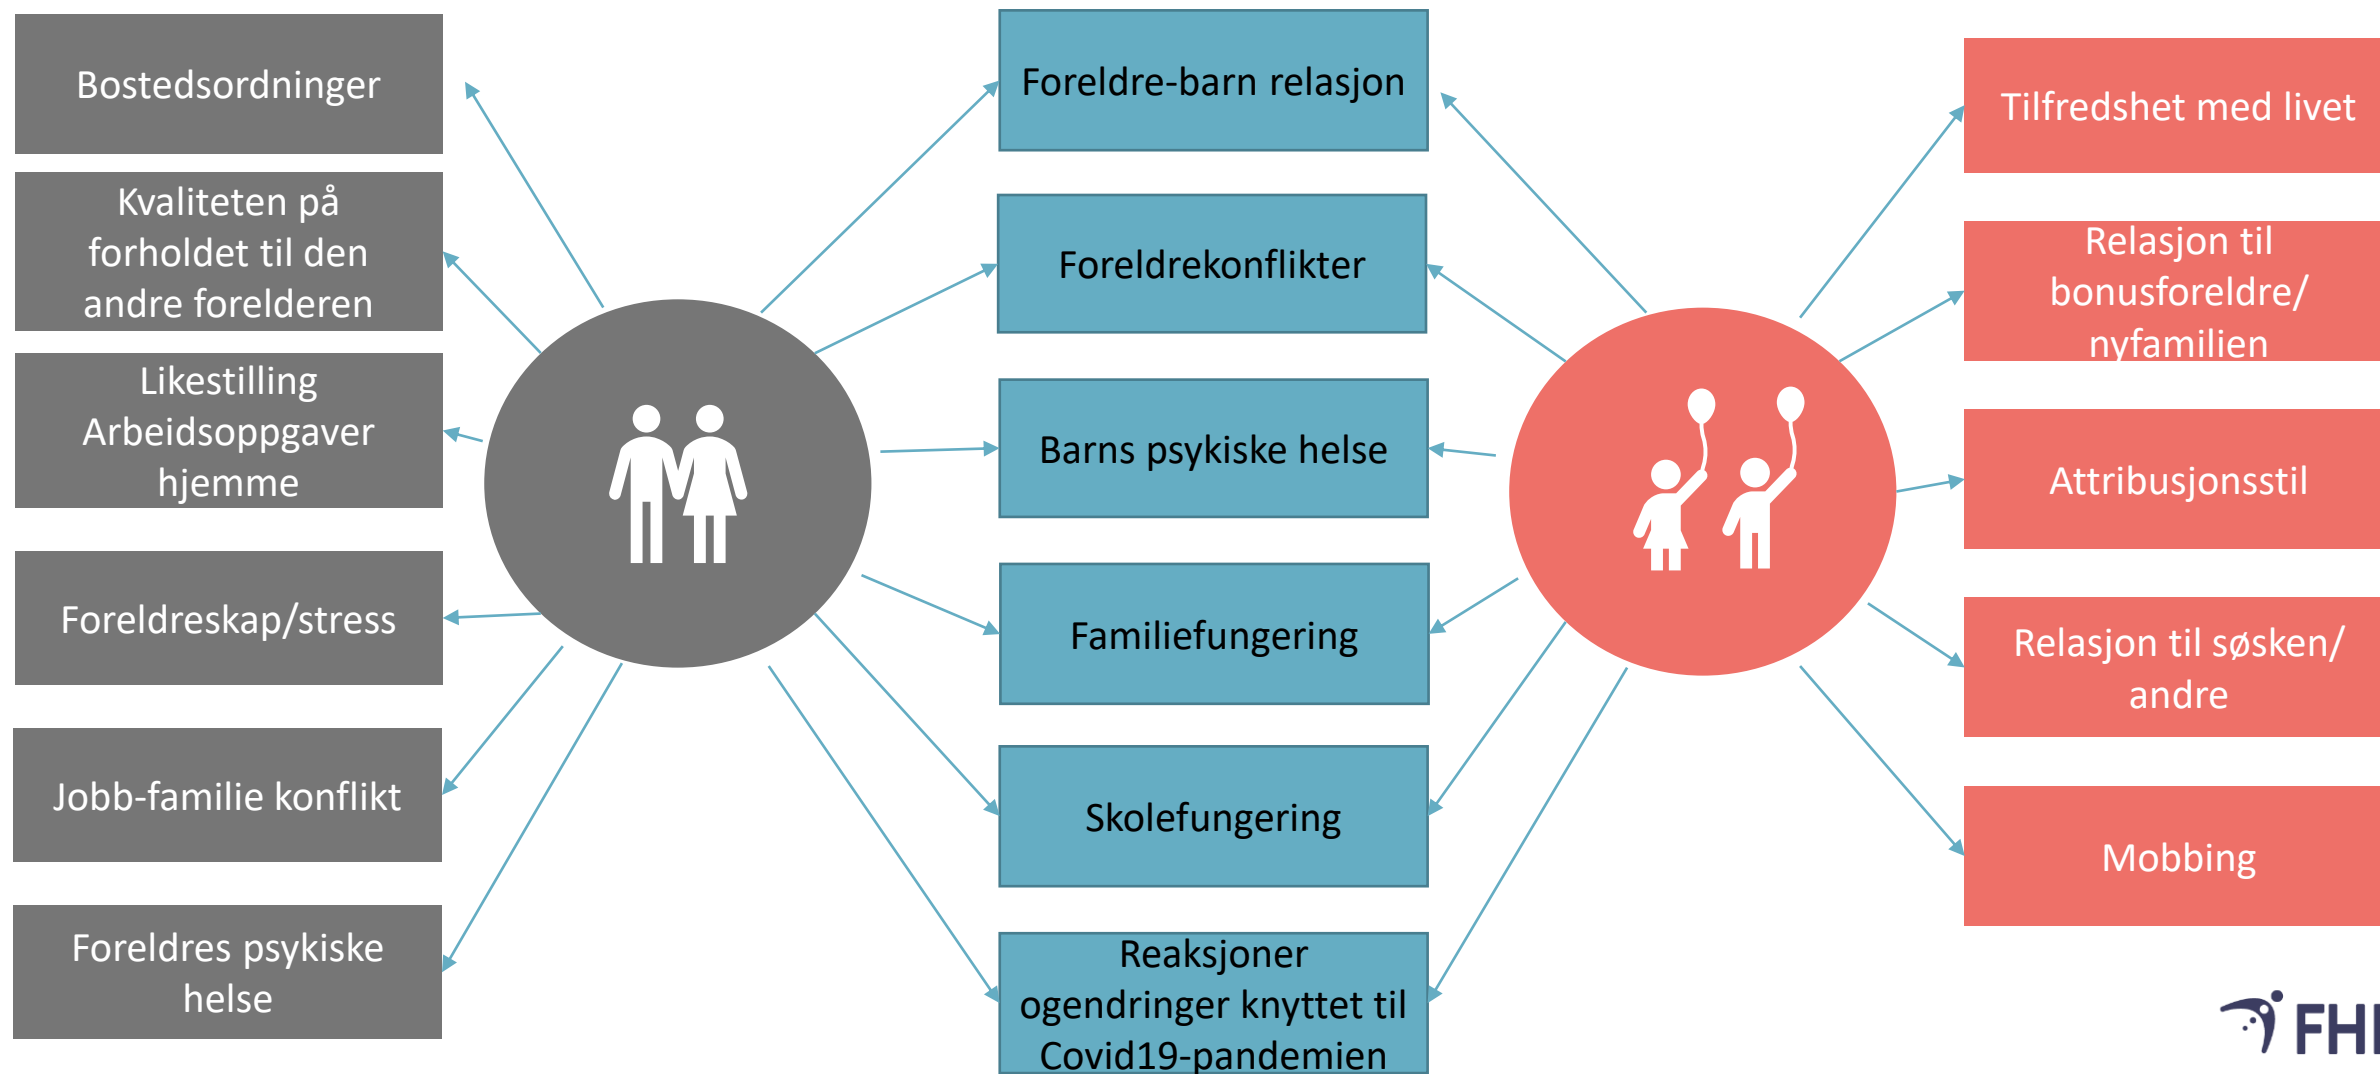 Bostedsordninger
Kvaliteten på
forholdet til den
andre forelderen
Likestilling
Arbeidsoppgaver
hjemme
Foreldreskap/stress
Jobb-familie konflikt
Foreldres psykiske
helse
Foreldre-barn relasjon
Foreldrekonflikter
Barns psykiske helse
Familiefungering
Skolefungering
Reaksjoner
ogendringer knyttet til
Covid19-pandemien
Tilfredshet med livet
Relasjon til
bonusforeldre/
nyfamilien
Attribusjonsstil
Relasjon til søsken/
andre
Mobbing